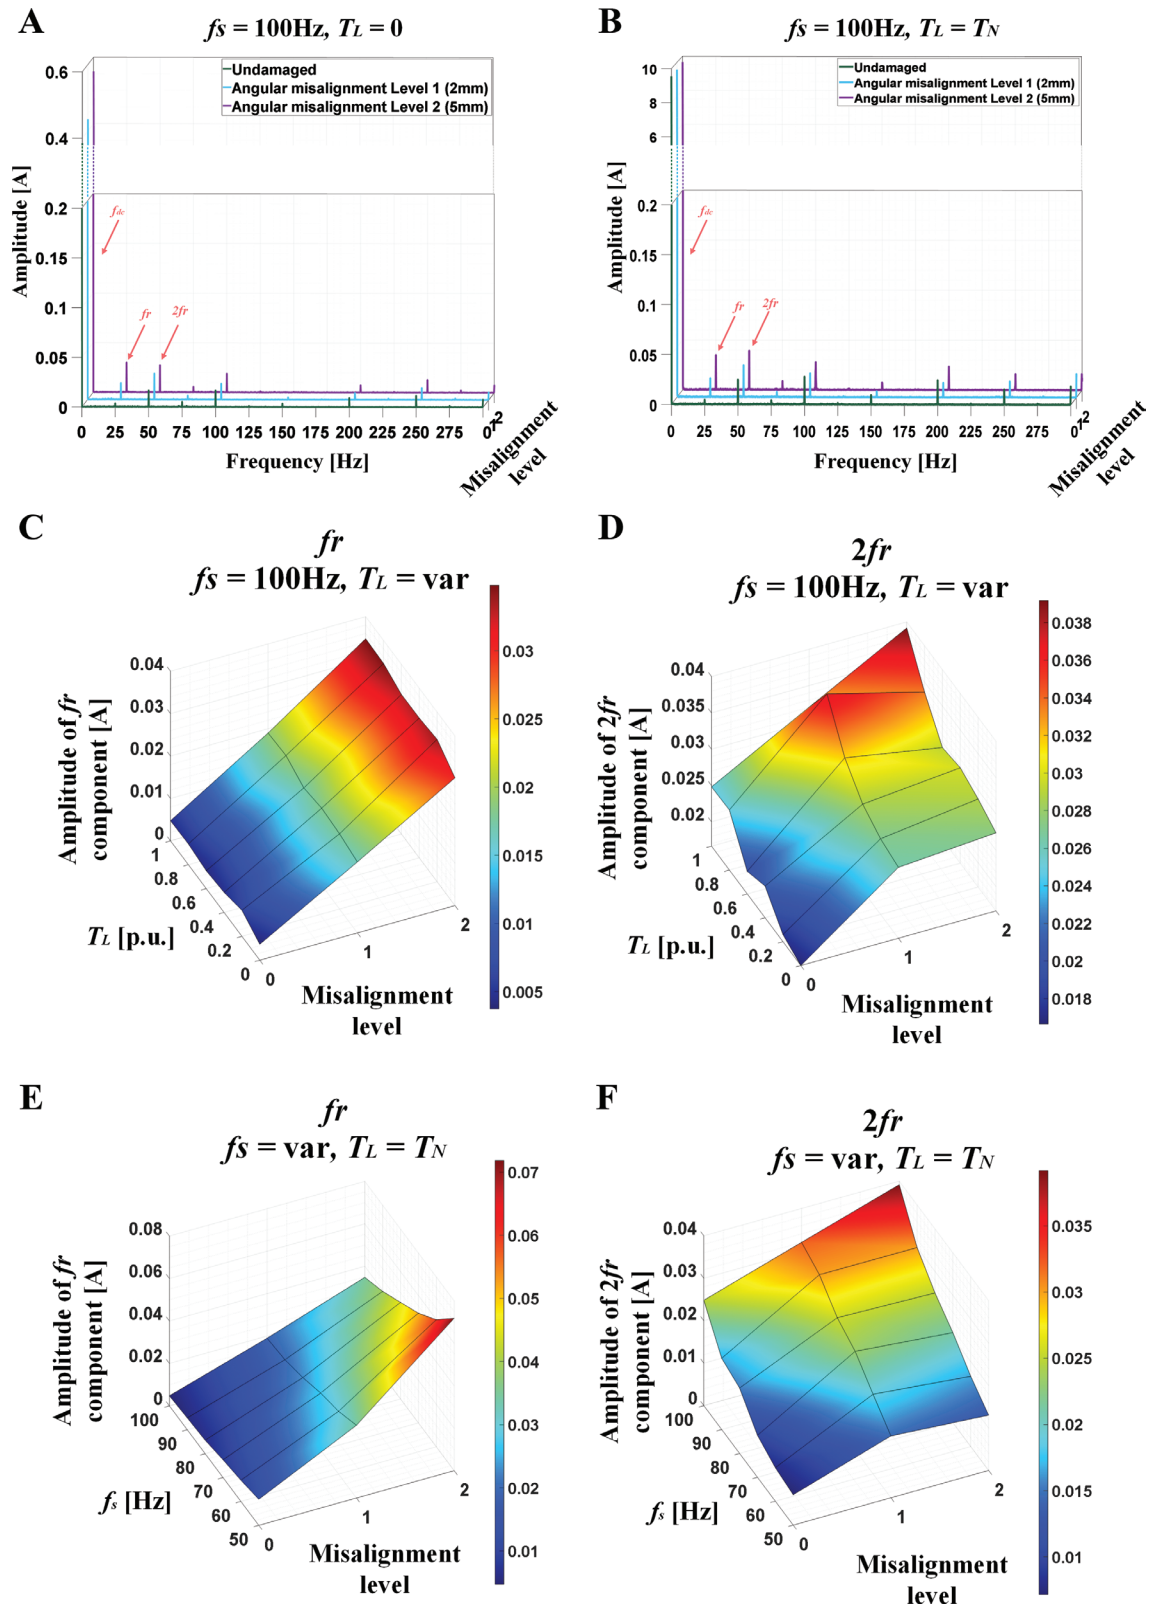 A
fs = 100Hz, TL = 0
Undamaged
Angular misalignment Level 1 (2mm)
Angular misalignment Level 2 (5mm)
0.6
0.4
0.2
0.15
0.1
0.05
0
Amplitude [A]
fdc
fr
2fr
0 25 50 75 100 125 150 175 200 225 250 275 300
0 1 2
Frequency [Hz]
Misalignment
level
B
fs = 100Hz, TL = TN
Undamaged
Angular misalignment Level 1 (2mm)
Angular misalignment Level 2 (5mm)
10
8
6
0.2
0.15
0.1
0.05
0
Amplitude [A]
fdc
fr
2fr
0 25 50 75 100 125 150 175 200 225 250 275 300
0 1 2
Frequency [Hz]
Misalignment
level
C
fr
fs = 100Hz, TL = var
0.04
0.03
0.02
0.01
0
Amplitude of fr
component [A]
1
0.8
0.6
0.4
0.2
0
TL [p.u.]
0
1
2
Misalignment
level
0.03
0.025
0.02
0.015
0.01
0.005
D
2fr
fs = 100Hz, TL = var
0.04
0.035
0.03
0.025
0.02
Amplitude of 2fr
component [A]
1
0.8
0.6
0.4
0.2
0
TL [p.u.]
0
1
2
Misalignment
level
0.038
0.036
0.034
0.032
0.03
0.028
0.026
0.024
0.022
0.02
0.018
E
fr
fs = var, TL = TN
0.08
0.06
0.04
0.02
0
Amplitude of fr
component [A]
100
90
80
70
60
50
fs [Hz]
0
1
2
Misalignment
level
0.07
0.06
0.05
0.04
0.03
0.02
0.01
F
2fr
fs = var, TL = TN
0.04
0.03
0.02
0.01
0
Amplitude of 2fr
component [A]
100
90
80
70
60
50
fs [Hz]
0
1
2
Misalignment
level
0.035
0.03
0.025
0.02
0.015
0.01